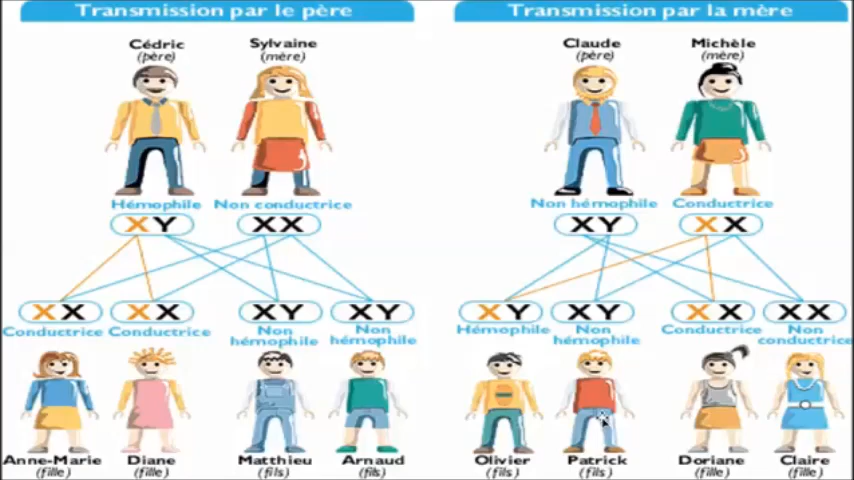 Transmission par le père
Cédric
(père)
Sylvaine
(mère)
Hémophile
Non conductrice
XY
XX
XX
XX
XY
XY
Conductrice
Conductrice
Non
hémophile
Non
hémophile
Anne-Marie
(fille)
Diane
(fille)
Matthieu
(fils)
Arnaud
(fils)
Transmission par la mère
Claude
(père)
Michèle
(mère)
Non hémophile
Conductrice
XY
XX
XY
XY
XX
XX
Hémophile
Non
hémophile
Conductrice
Non
conductrice
Olivier
(fils)
Patrick
(fils)
Doriane
(fille)
Claire
(fille)